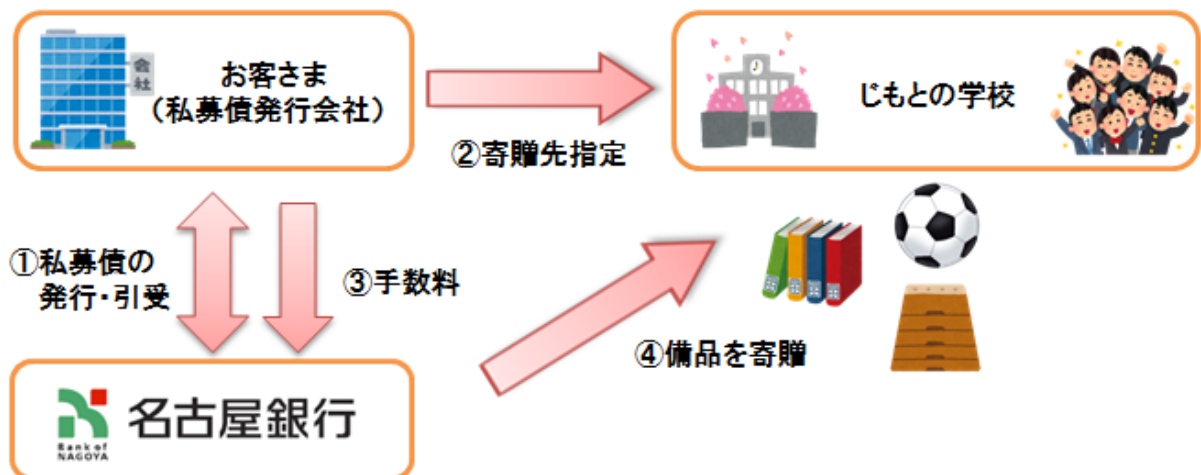 会社
お客さま
（私募債発行会社）
じもとの学校
②寄贈先指定
①私募債の
発行・引受
③手数料
④備品を寄贈
名古屋銀行
Bank of
NAGOYA